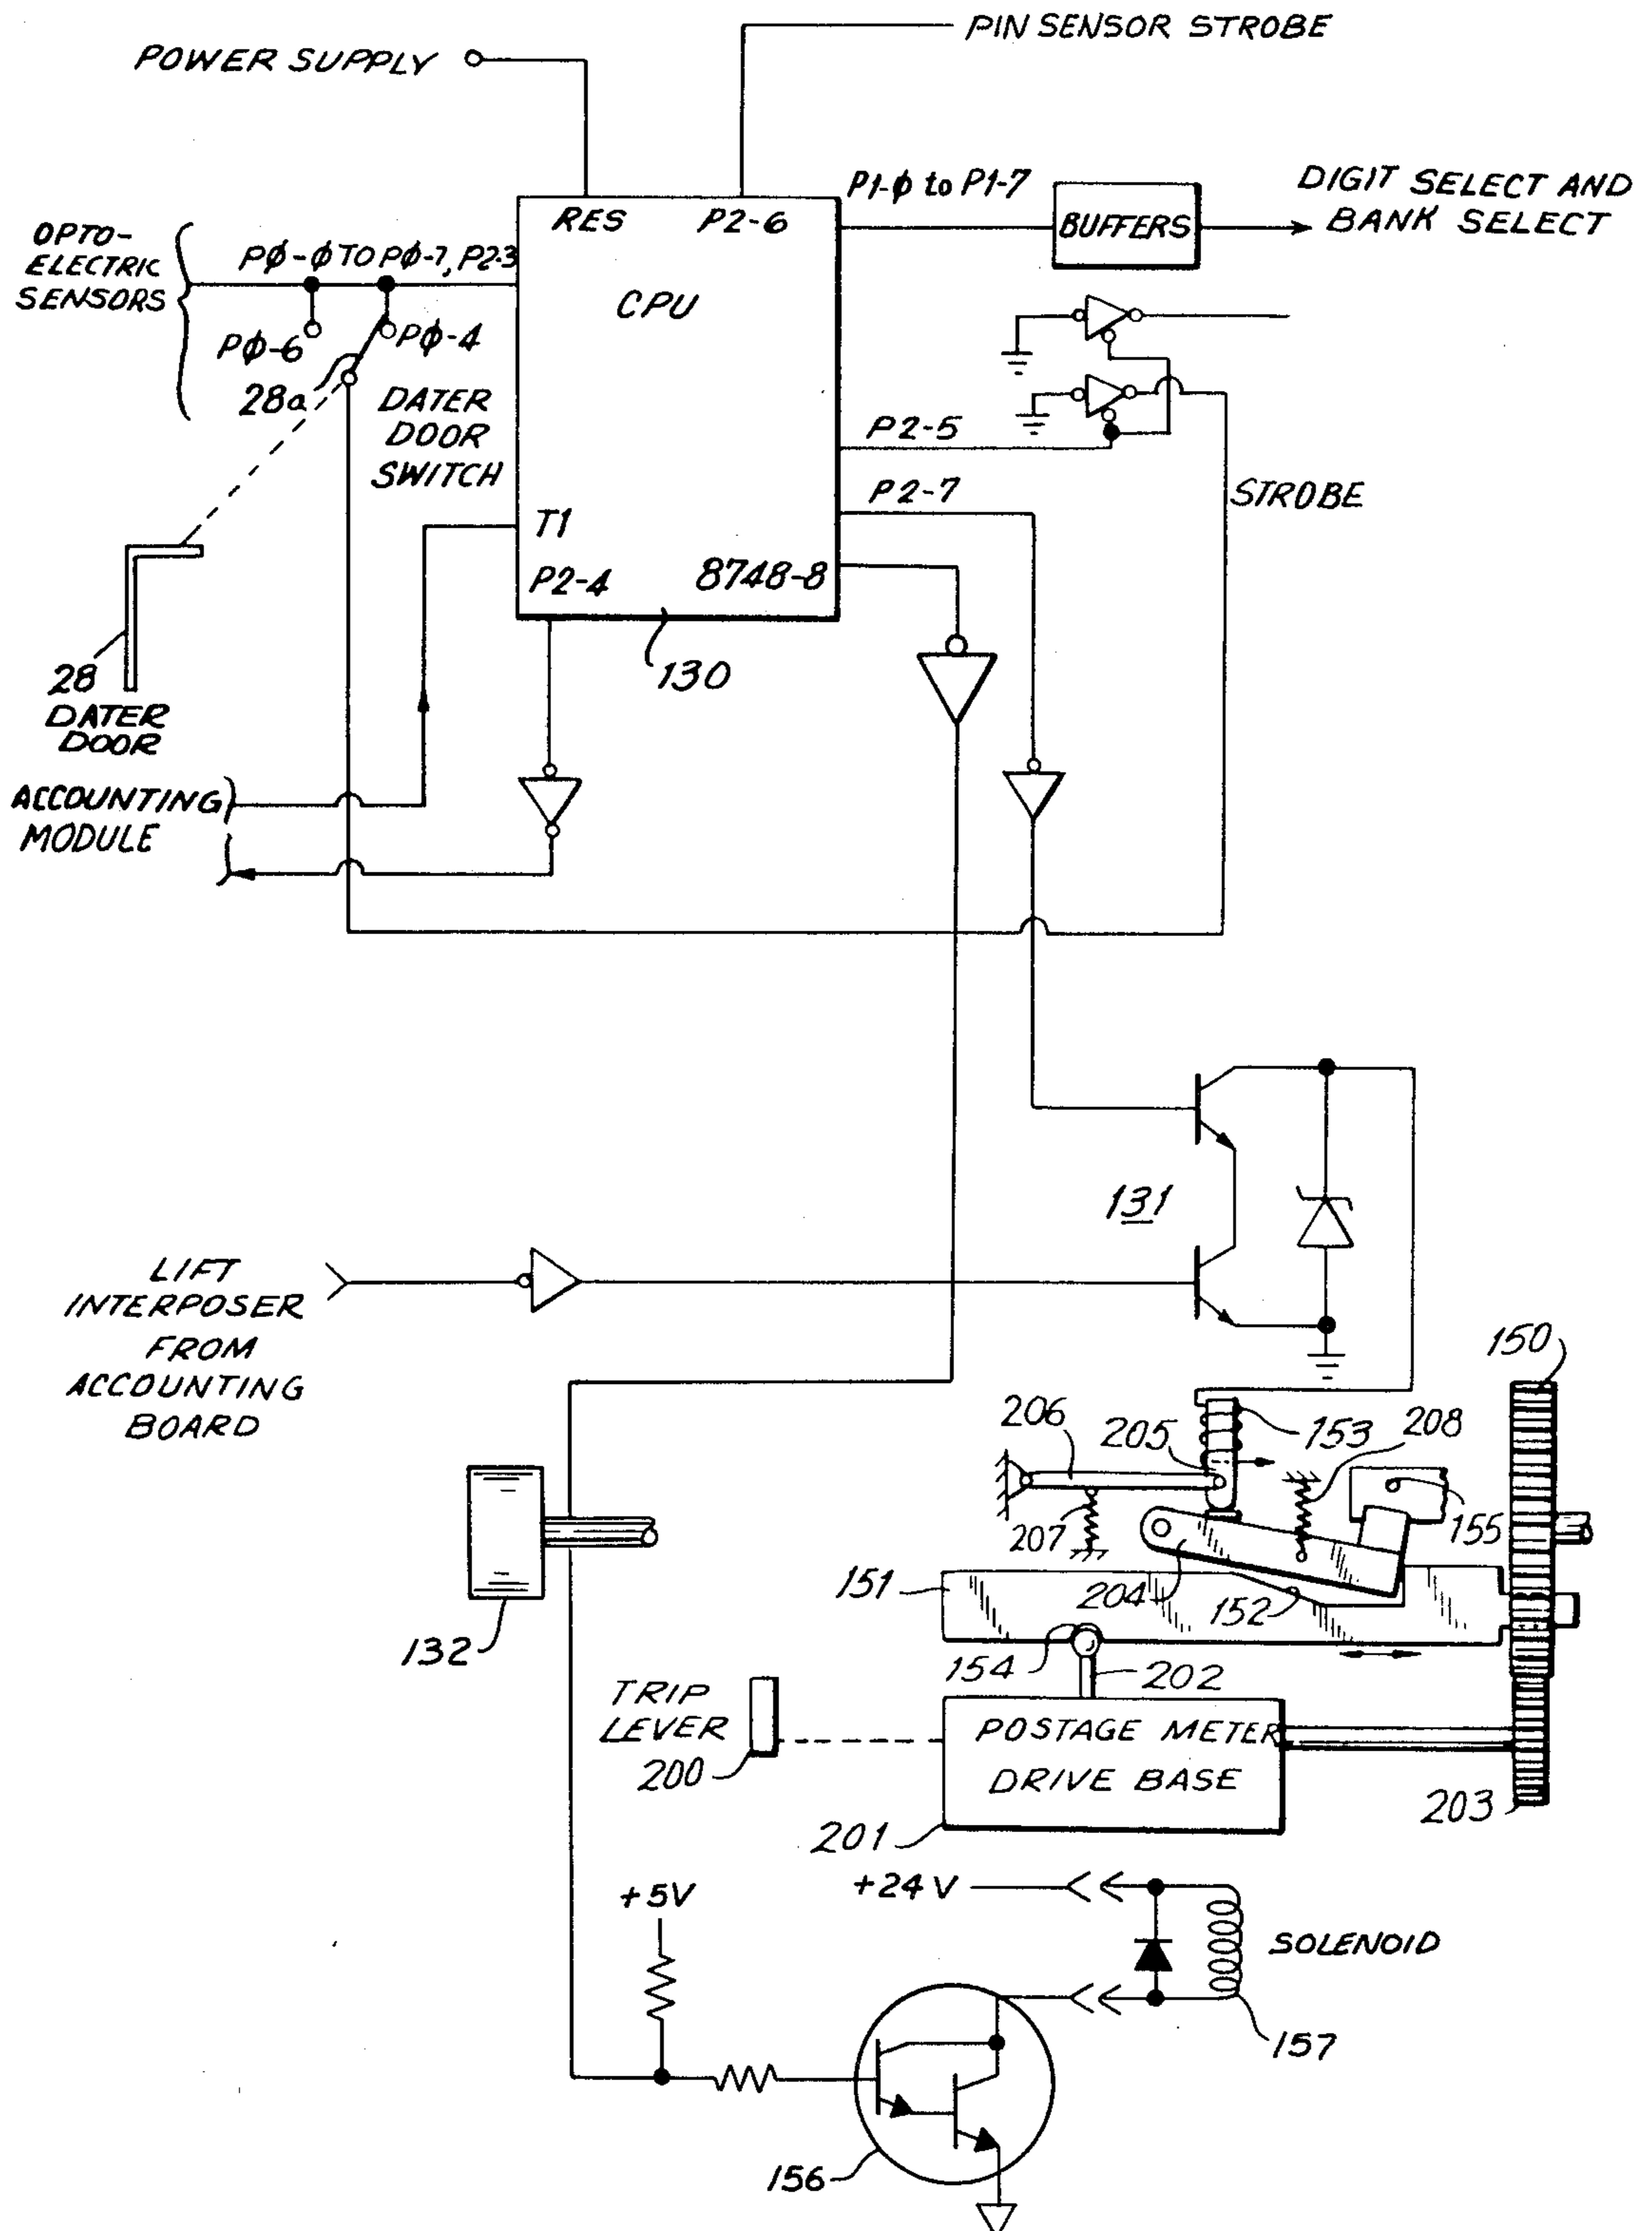 PIN SENSOR STROBE
POWER SUPPLY
P1-φ to P1-7
DIGIT SELECT AND
BANK SELECT
BUFFERS
RES
P2-6
OPTO-
ELECTRIC
SENSORS
Pφ-φ TO Pφ-7, P2-3
CPU
Pφ-6
Pφ-4
28a
DATER
DOOR
SWITCH
P2-5
P2-7
STROBE
T1
P2-4
8748-8
130
28
DATER
DOOR
ACCOUNTING
MODULE
131
LIFT
INTERPOSER
FROM
ACCOUNTING
BOARD
150
206
205
153
208
207
155
151
204
152
132
154
202
TRIP
LEVER
200
POSTAGE METER
DRIVE BASE
203
201
+24V
+5V
SOLENOID
157
156